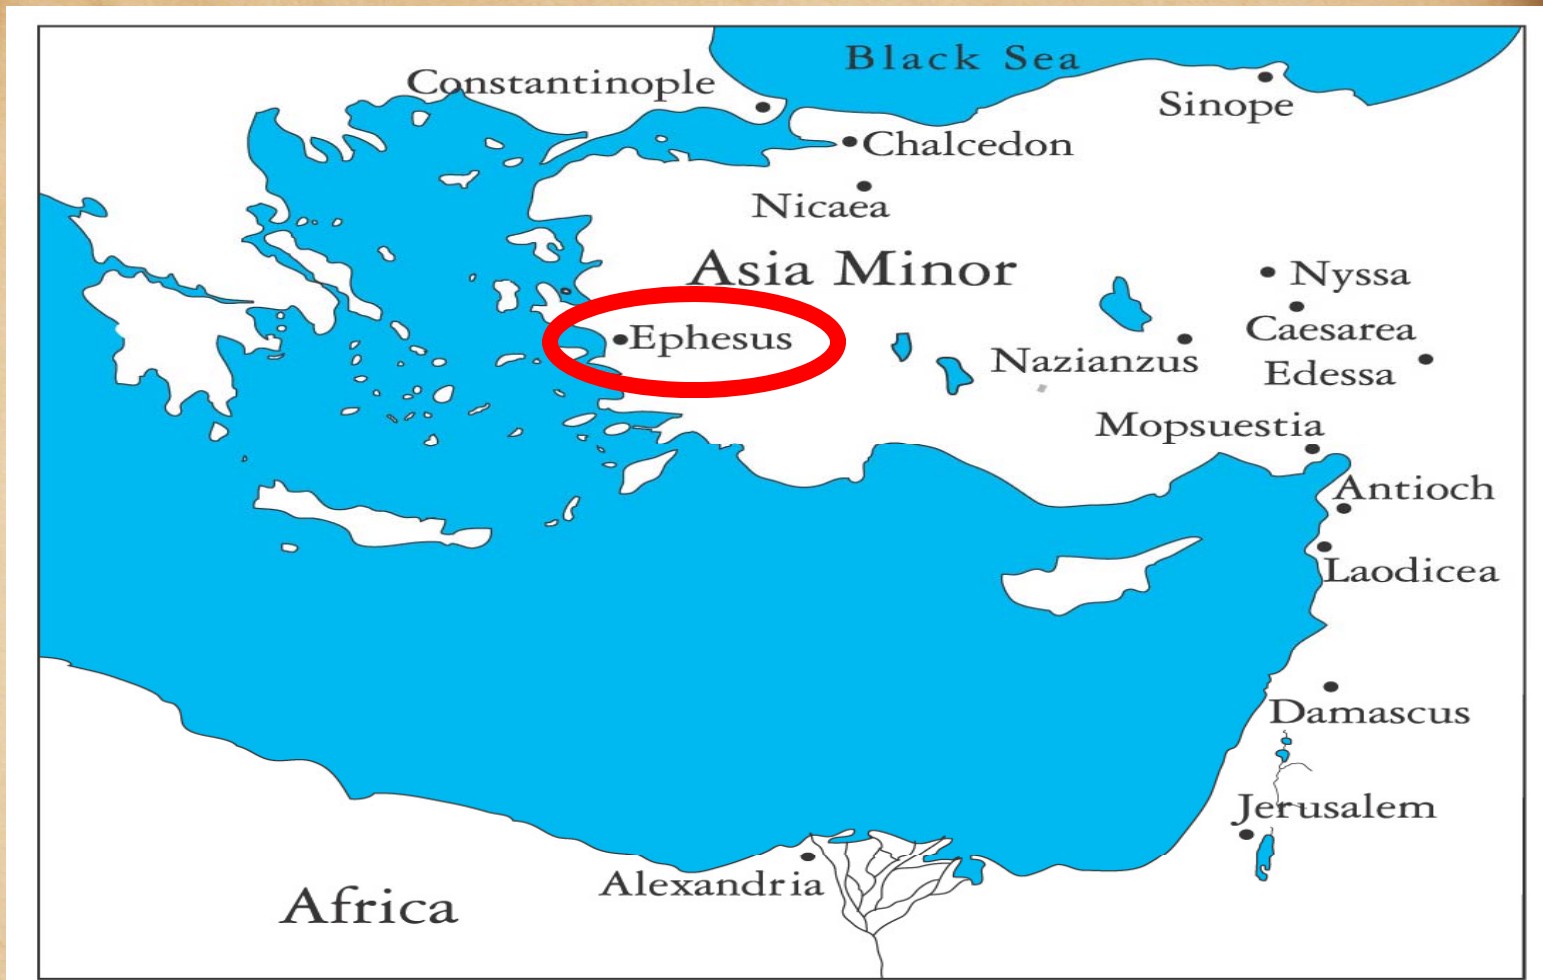 Black Sea
Constantinople
Sinope
Chalcedon
Nicaea
Asia Minor
Nyssa
Caesarea
Ephesus
Nazianzus
Edessa
Mopsuestia
Antioch
Laodicea
Damascus
Jerusalem
Alexandria
Africa